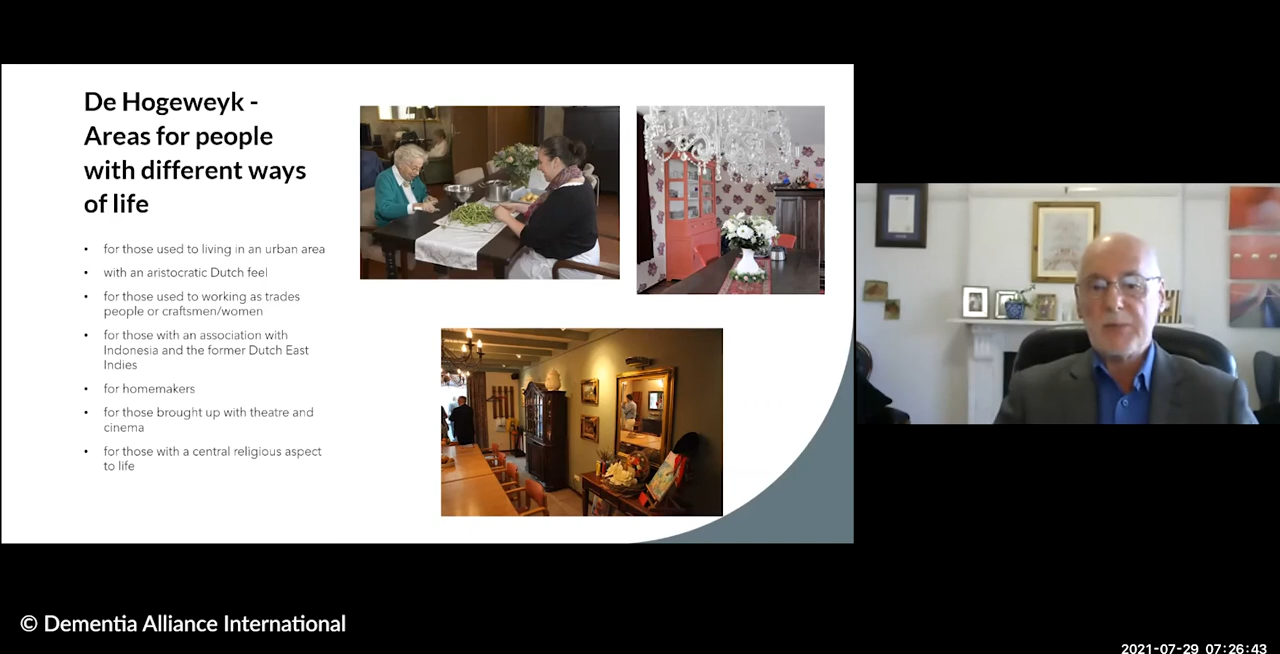 De Hogeweyk -
Areas for people
with different ways
of life
• for those used to living in an urban area
• with an aristocratic Dutch feel
• for those used to working as trades
people or craftsmen/women
• for those with an association with
Indonesia and the former Dutch East
Indies
• for homemakers
• for those brought up with theatre and
cinema
• for those with a central religious aspect
to life
© Dementia Alliance International
2021-07-29 07:26:43